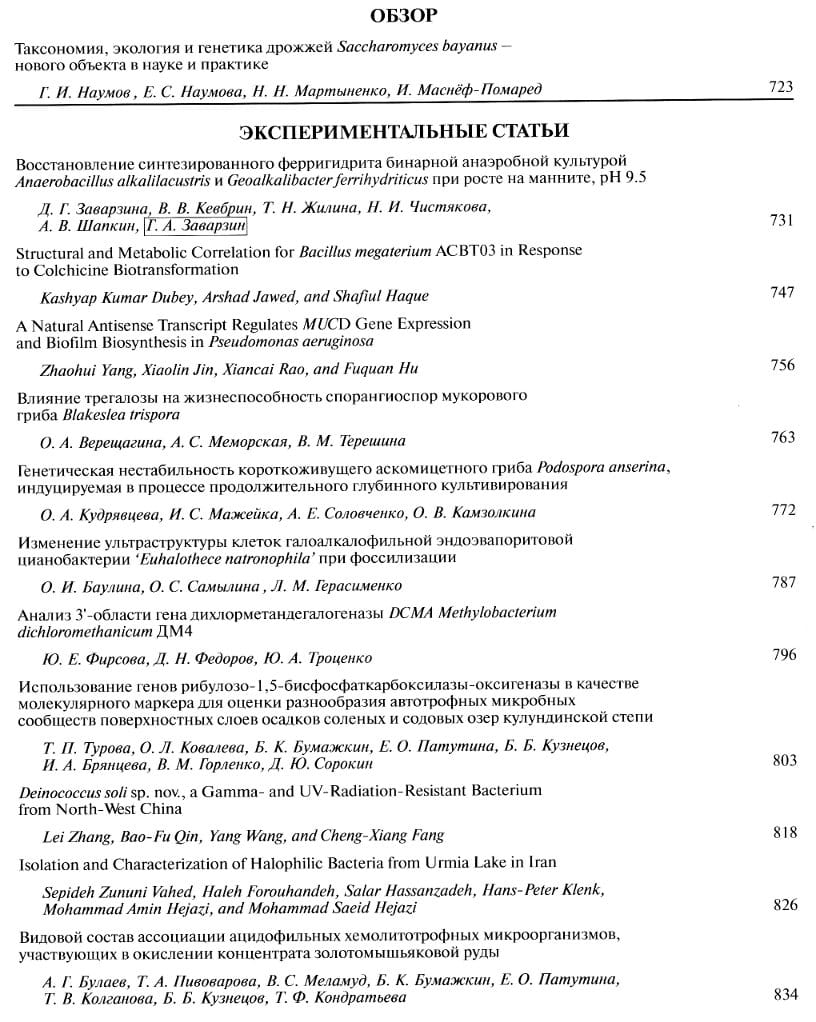 ОБЗОР
Таксономия, экология и генетика дрожжей Saccharomyces bayanus –
нового объекта в науке и практике
Г. И. Наумов, Е. С. Наумова, Н. Н. Мартыненко, И. Маснёф-Помаред 723
ЭКСПЕРИМЕНТАЛЬНЫЕ СТАТЬИ
Восстановление синтезированного ферригидрита бинарной анаэробной культурой
Anaerobacillus alkalilacustris и Geoalkalibacter ferrihydriticus при росте на манните, pH 9.5
Д. Г. Заварзина, В. В. Кевбрин, Т. Н. Жилина, Н. И. Чистякова,
А. В. Шапкин, Г. А. Заварзин 731
Structural and Metabolic Correlation for Bacillus megaterium ACBT03 in Response
to Colchicine Biotransformation
Kashyap Kumar Dubey, Arshad Jawed, and Shafiul Haque 747
A Natural Antisense Transcript Regulates MUCD Gene Expression
and Biofilm Biosynthesis in Pseudomonas aeruginosa
Zhaohui Yang, Xiaolin Jin, Xiancai Rao, and Fuquan Hu 756
Влияние трегалозы на жизнеспособность спорангиоспор мукорового
гриба Blakeslea trispora
О. А. Верещагина, А. С. Меморская, В. М. Терешина 763
Генетическая нестабильность короткоживущего аскомицетного гриба Podospora anserina,
индуцируемая в процессе продолжительного глубинного культивирования
О. А. Кудрявцева, И. С. Мажейка, А. Е. Соловченко, О. В. Камзолкина 772
Изменение ультраструктуры клеток галоалкалофильной эндоэвапоритовой
цианобактерии ‘Euhalothece natronophila’ при фоссилизации
О. И. Баулина, О. С. Самылина, Л. М. Герасименко 787
Анализ 3'-области гена дихлорметандегалогеназы DCMA Methylobacterium
dichloromethanicum ДМ4
Ю. Е. Фирсова, Д. Н. Федоров, Ю. А. Троценко 796
Использование генов рибулозо-1,5-бисфосфаткарбоксилазы-оксигеназы в качестве
молекулярного маркера для оценки разнообразия автотрофных микробных
сообществ поверхностных слоев осадков соленых и содовых озер кулундинской степи
Т. П. Турова, О. Л. Ковалева, Б. К. Бумажкин, Е. О. Патутина, Б. Б. Кузнецов,
И. А. Брянцева, В. М. Горленко, Д. Ю. Сорокин 803
Deinococcus soli sp. nov., a Gamma- and UV-Radiation-Resistant Bacterium
from North-West China
Lei Zhang, Bao-Fu Qin, Yang Wang, and Cheng-Xiang Fang 818
Isolation and Characterization of Halophilic Bacteria from Urmia Lake in Iran
Sepideh Zununi Vahed, Haleh Forouhandeh, Salar Hassanzadeh, Hans-Peter Klenk,
Mohammad Amin Hejazi, and Mohammad Saeid Hejazi 826
Видовой состав ассоциации ацидофильных хемолитотрофных микроорганизмов,
участвующих в окислении концентрата золотомышьяковой руды
А. Г. Булаев, Т. А. Пивоварова, В. С. Меламуд, Б. К. Бумажкин, Е. О. Патутина,
Т. В. Колганова, Б. Б. Кузнецов, Т. Ф. Кондратьева 834